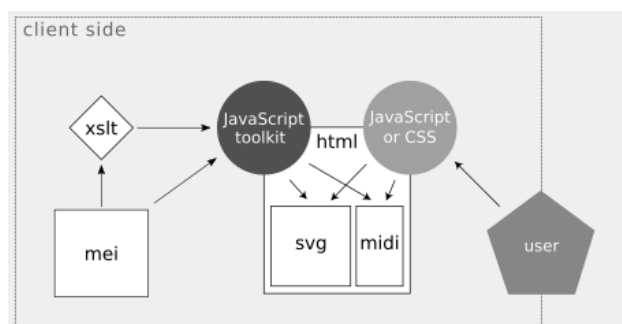 client side
xslt
JavaScript
toolkit
html
JavaScript
or CSS
mei
svg
midi
user